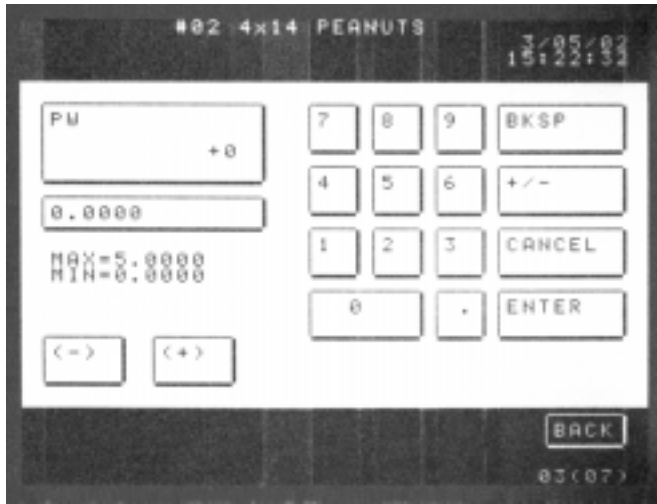 #02 4x14 PEANUTS
3/05/02
15:22:32
PW
+0
0.0000
MAX=5.0000
MIN=0.0000
(-) (+)
7 8 9 BKSP
4 5 6 +/-
1 2 3 CANCEL
0 . ENTER
BACK
03(07)